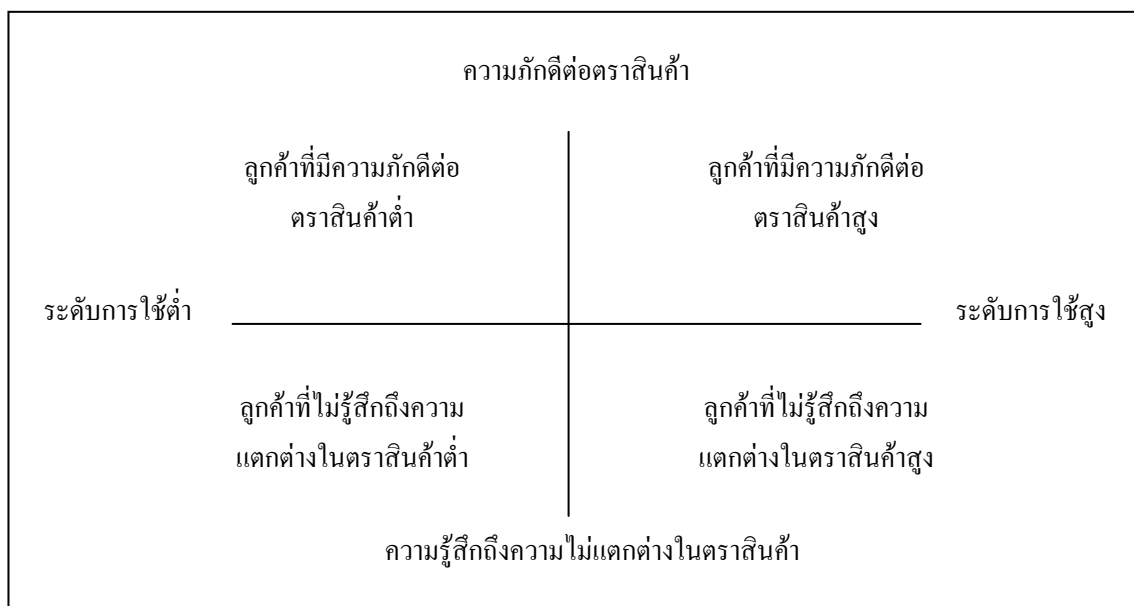 ความภักดีต่อตราสินค้า
ลูกค้าที่มีความภักดีต่อ
ตราสินค้าต่ำ
ลูกค้าที่มีความภักดีต่อ
ตราสินค้าสูง
ระดับการใช้ต่ำ
ระดับการใช้สูง
ลูกค้าที่ไม่รู้สึกถึงความ
แตกต่างในตราสินค้าต่ำ
ลูกค้าที่ไม่รู้สึกถึงความ
แตกต่างในตราสินค้าสูง
ความรู้สึกถึงความไม่แตกต่างในตราสินค้า